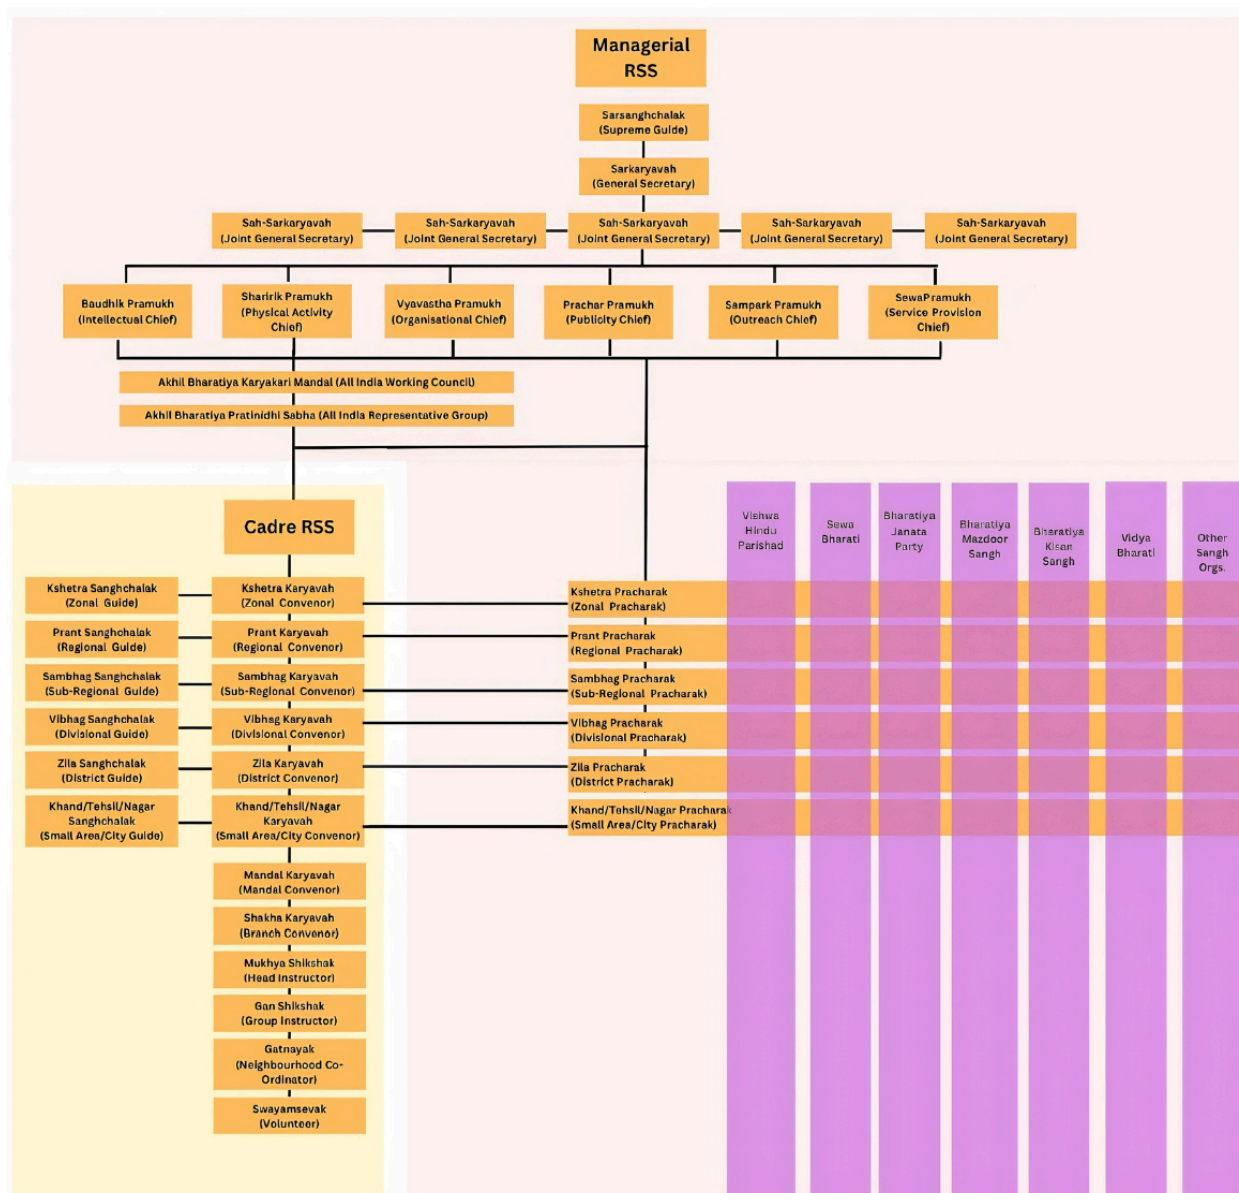 Managerial
RSS
Sarsanghchalak
(Supreme Guide)
Sarkaryavah
(General Secretary)
Sah-Sarkaryavah
(Joint General Secretary)
Sah-Sarkaryavah
(Joint General Secretary)
Sah-Sarkaryavah
(Joint General Secretary)
Sah-Sarkaryavah
(Joint General Secretary)
Sah-Sarkaryavah
(Joint General Secretary)
Baudhik Pramukh
(Intellectual Chief)
Sharirik Pramukh
(Physical Activity
Chief)
Vyavastha Pramukh
(Organisational Chief)
Prachar Pramukh
(Publicity Chief)
Sampark Pramukh
(Outreach Chief)
SewaPramukh
(Service Provision
Chief)
Akhil Bharatiya Karyakari Mandal (All India Working Council)
Akhil Bharatiya Pratinidhi Sabha (All India Representative Group)
Cadre RSS
Vishwa
Hindu
Parishad
Sewa
Bharati
Bharatiya
Janata
Party
Bharatiya
Mazdoor
Sangh
Bharatiya
Kisan
Sangh
Vidya
Bharati
Other
Sangh
Orgs.
Kshetra Sanghchalak
(Zonal Guide)
Kshetra Karyavah
(Zonal Convenor)
Kshetra Pracharak
(Zonal Pracharak)
Prant Sanghchalak
(Regional Guide)
Prant Karyavah
(Regional Convenor)
Prant Pracharak
(Regional Pracharak)
Sambhag Sanghchalak
(Sub-Regional Guide)
Sambhag Karyavah
(Sub-Regional Convenor)
Sambhag Pracharak
(Sub-Regional Pracharak)
Vibhag Sanghchalak
(Divisional Guide)
Vibhag Karyavah
(Divisional Convenor)
Vibhag Pracharak
(Divisional Pracharak)
Zila Sanghchalak
(District Guide)
Zila Karyavah
(District Convenor)
Zila Pracharak
(District Pracharak)
Khand/Tehsil/Nagar
Sanghchalak
(Small Area/City Guide)
Khand/Tehsil/Nagar
Karyavah
(Small Area/City Convenor)
Khand/Tehsil/Nagar Pracharak
(Small Area/City Pracharak)
Mandal Karyavah
(Mandal Convenor)
Shakha Karyavah
(Branch Convenor)
Mukhya Shikshak
(Head Instructor)
Gan Shikshak
(Group Instructor)
Gatnayak
(Neighbourhood Co-
Ordinator)
Swayamsevak
(Volunteer)